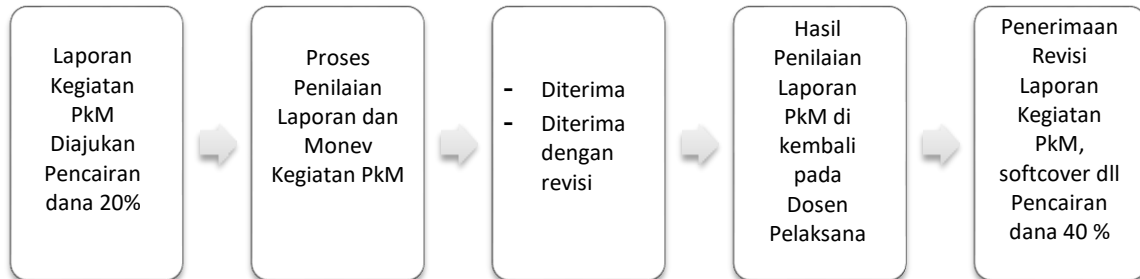 Laporan
Kegiatan
PkM
Diajukan
Pencairan
dana 20%
Proses
Penilaian
Laporan dan
Monev
Kegiatan PkM
- Diterima
- Diterima
dengan
revisi
Hasil
Penilaian
Laporan
PkM di
kembali
pada
Dosen
Pelaksana
Penerimaan
Revisi
Laporan
Kegiatan
PkM,
softcover dll
Pencairan
dana 40 %